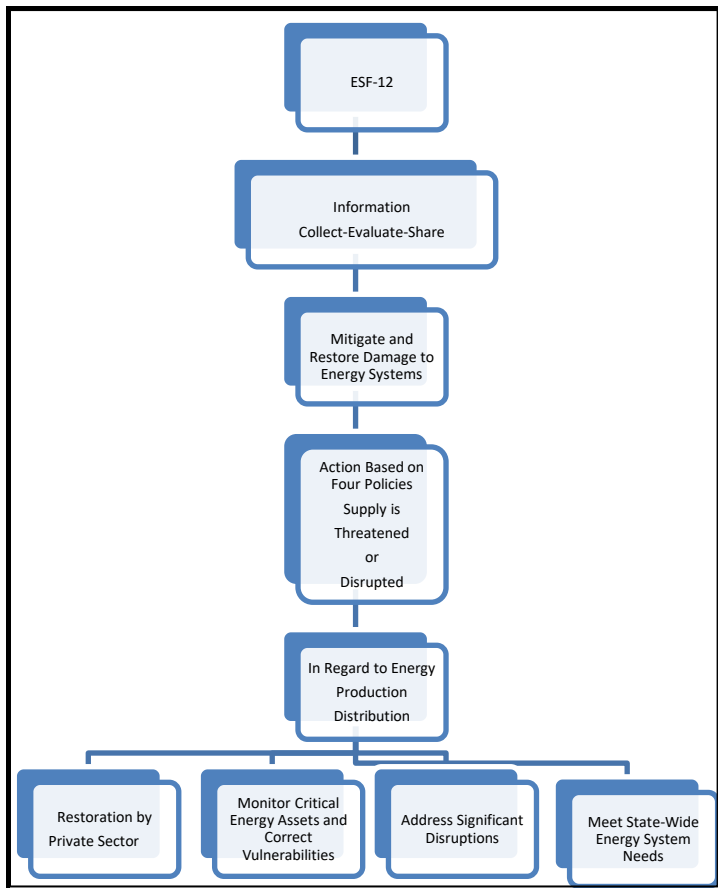 ESF-12
Information
Collect-Evaluate-Share
Mitigate and
Restore Damage to
Energy Systems
Action Based on
Four Policies
Supply is
Threatened
or
Disrupted
In Regard to Energy
Production
Distribution
Restoration by
Private Sector
Monitor Critical
Energy Assets and
Correct
Vulnerabilities
Address Significant
Disruptions
Meet State-Wide
Energy System
Needs